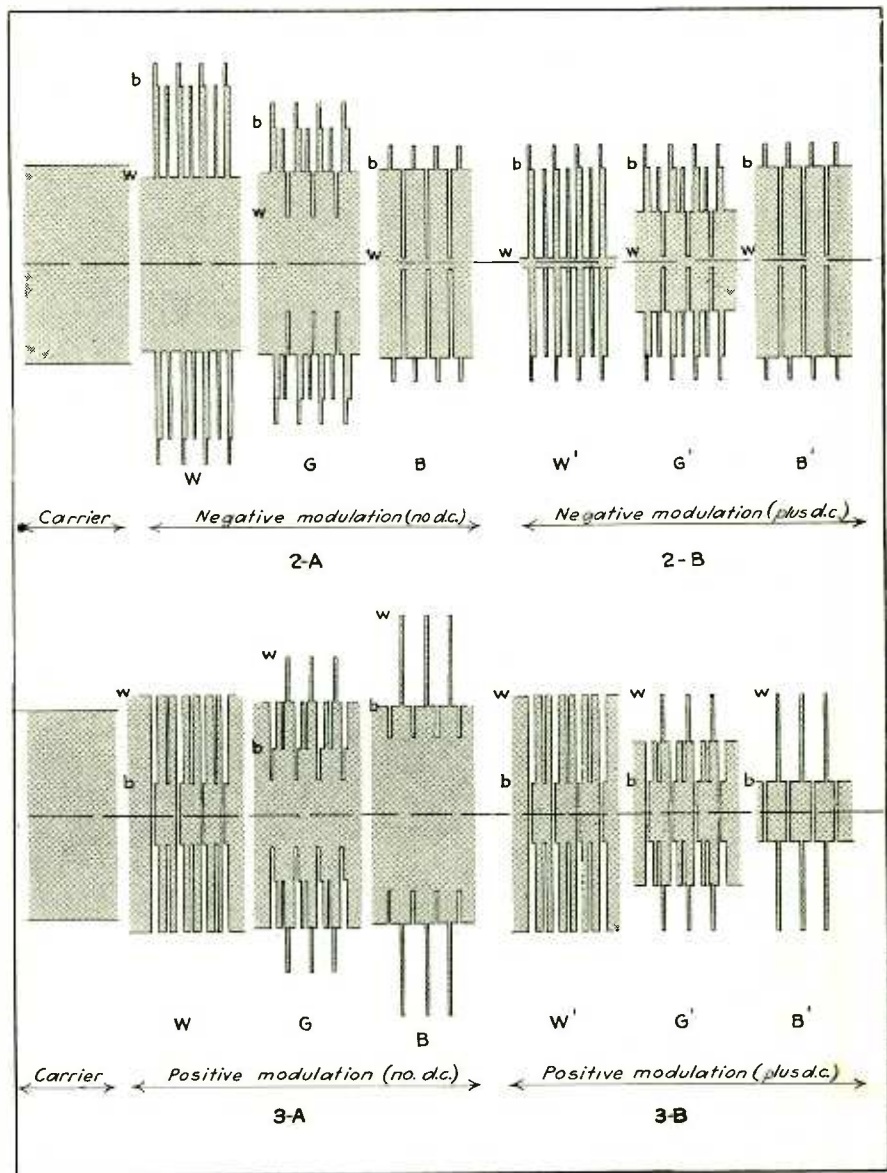 b
w
b
w
b
w
b
w
b
w
b
w
W
G
B
W'
G'
B'
Carrier
Negative modulation (no d.c.)
Negative modulation (plus d.c.)
2-A
2-B
w
b
w
b
w
b
w
b
w
b
w
b
W
G
B
W'
G'
B'
Carrier
Positive modulation (no. d.c.)
Positive modulation (plus d.c.)
3-A
3-B